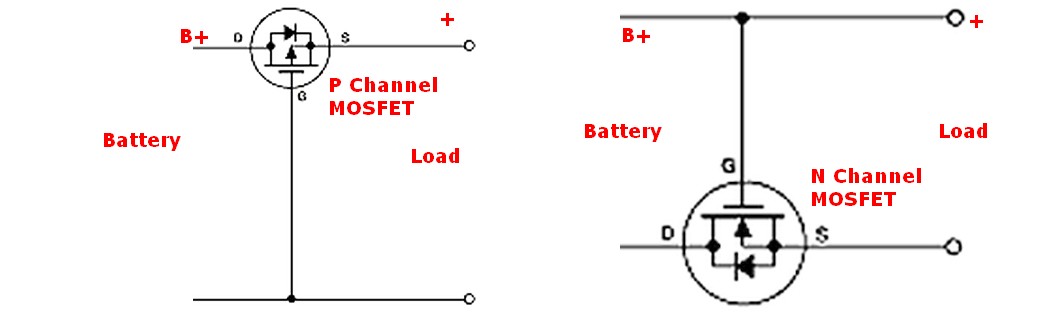 B+
D
S
+
G
P Channel
MOSFET
Battery
Load
B+
+
Battery
Load
G
N Channel
MOSFET
D
S